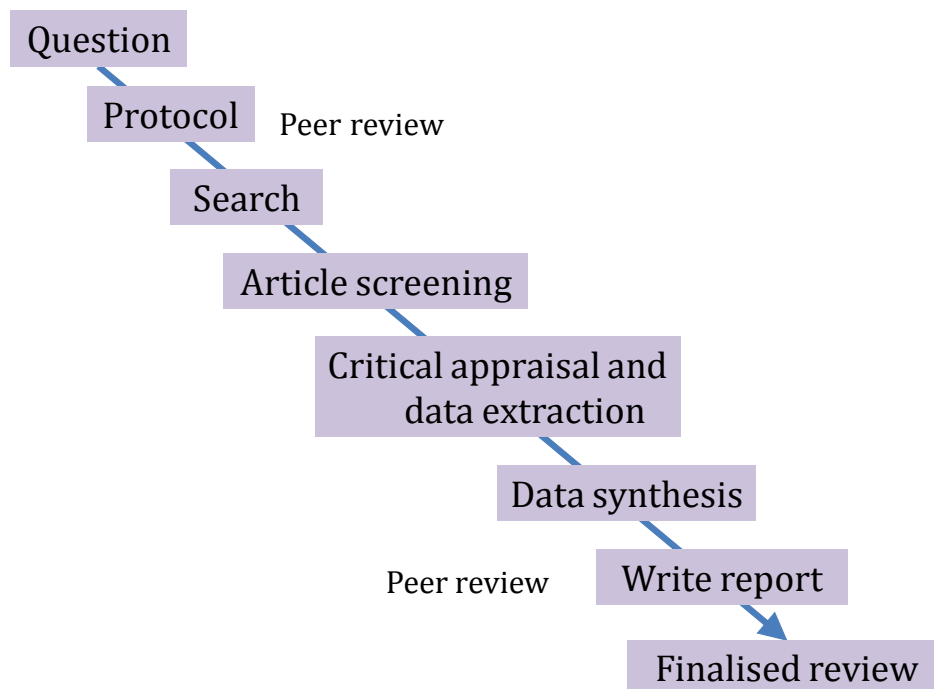 Question
Protocol
Peer review
Search
Article screening
Critical appraisal and
data extraction
Data synthesis
Peer review
Write report
Finalised review